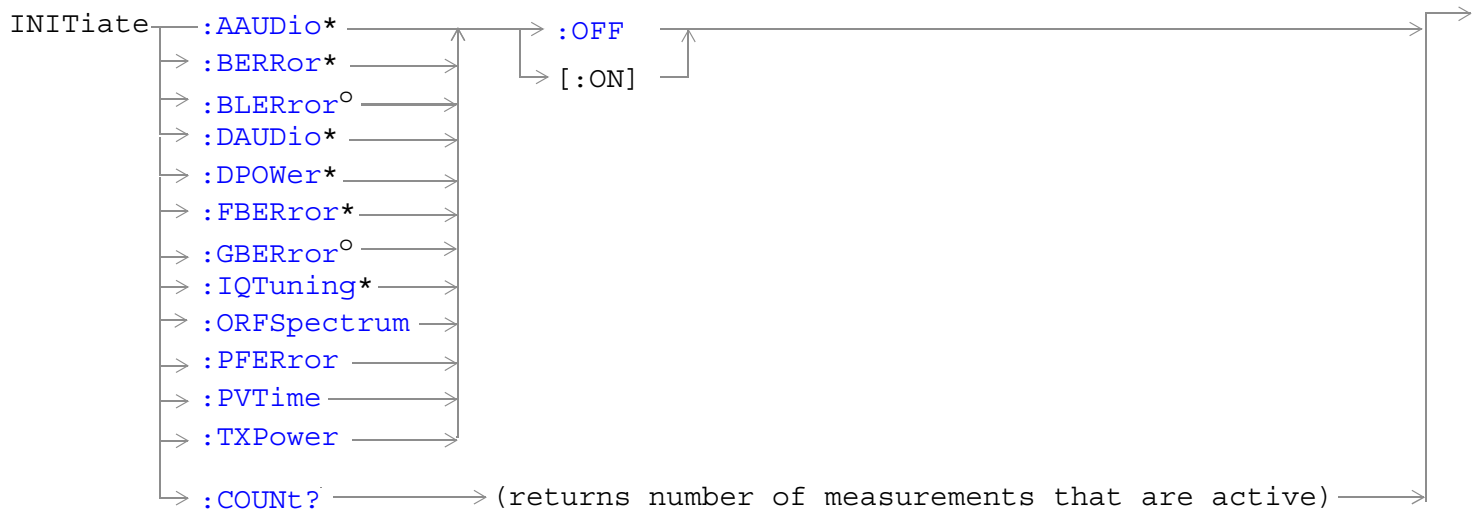 INITiate :AAUDio* :OFF
:BERRor* [:ON]
:BLERror°
:DAUDio*
:DPOWer*
:FBERror*
:GBERror°
:IQTuning*
:ORFSpectrum
:PFERror
:PVTime
:TXPower
:COUNt? (returns number of measurements that are active)